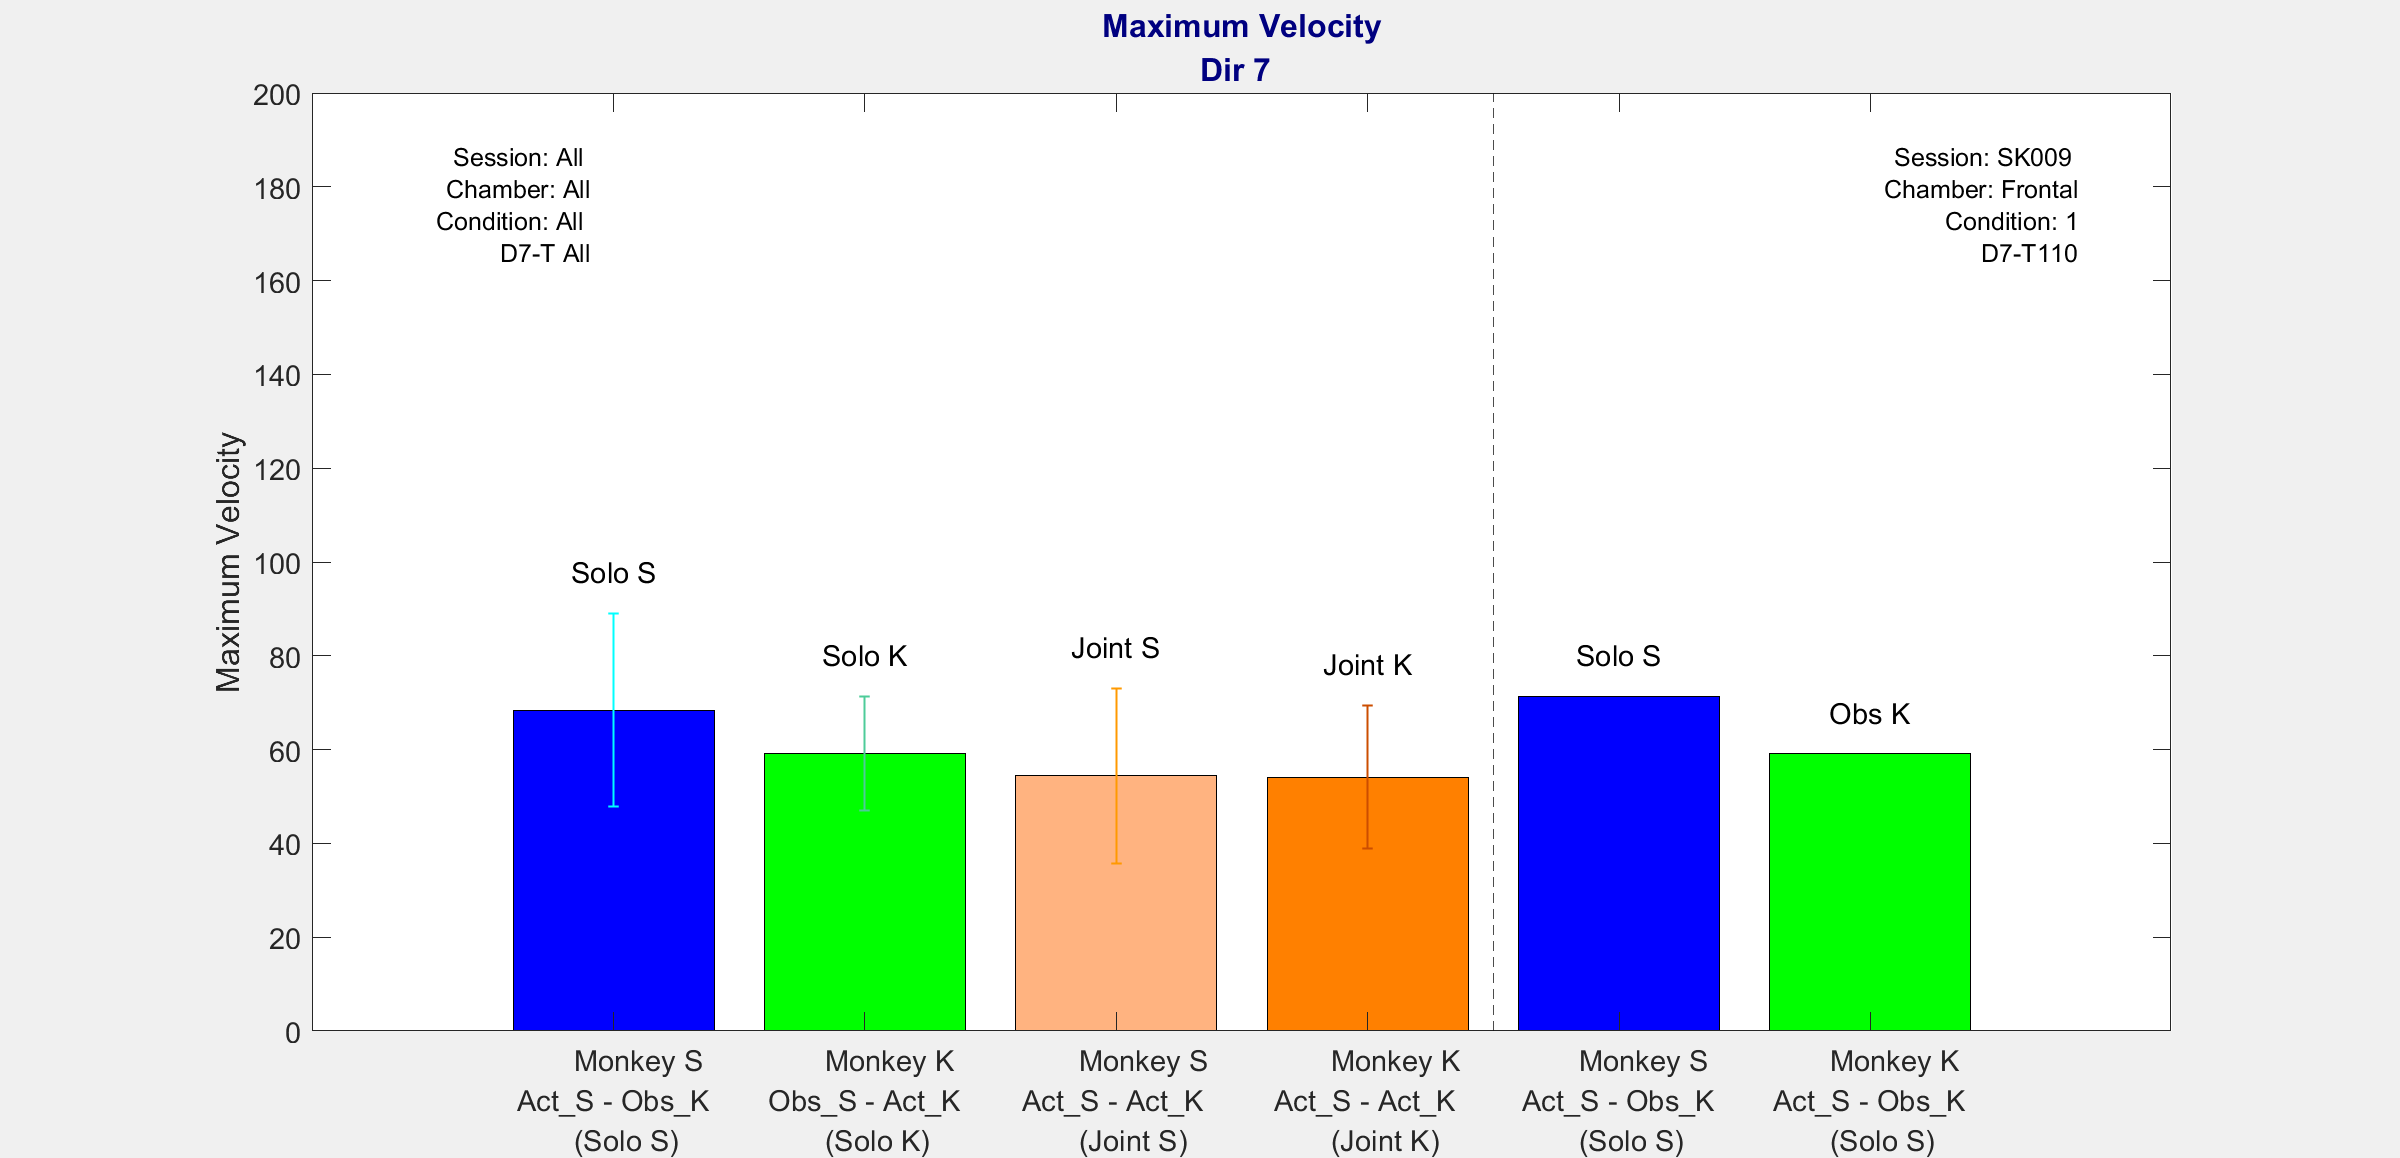 Maximum Velocity
Dir 7
Session: All
Chamber: All
Condition: All
D7-T All
Session: SK009
Chamber: Frontal
Condition: 1
D7-T110
Maximum Velocity
200
180
160
140
120
100
80
60
40
20
0
Solo S
Solo K
Joint S
Joint K
Solo S
Obs K
Monkey S
Act_S - Obs_K
(Solo S)
Monkey K
Obs_S - Act_K
(Solo K)
Monkey S
Act_S - Act_K
(Joint S)
Monkey K
Act_S - Act_K
(Joint K)
Monkey S
Act_S - Obs_K
(Solo S)
Monkey K
Act_S - Obs_K
(Solo S)